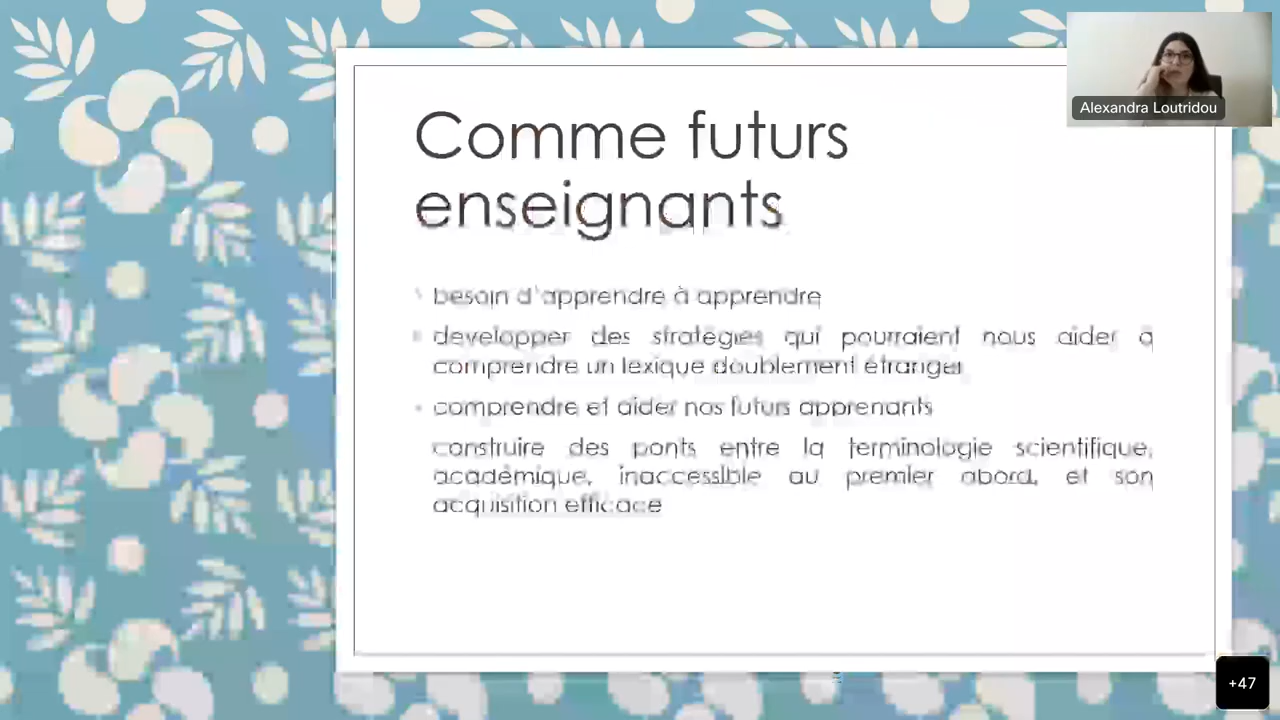 Alexandra Loutridou
Comme futurs
enseignants
besoin d'apprendre à apprendre
developper des stratégies qui pourraient nous aider à
comprendre un lexique doublement étranger
comprendre et aider nos futurs apprenants
construire des ponts entre la terminologie scientifique,
académique, inaccessible au premier abord, et son
acquisition efficace
+47